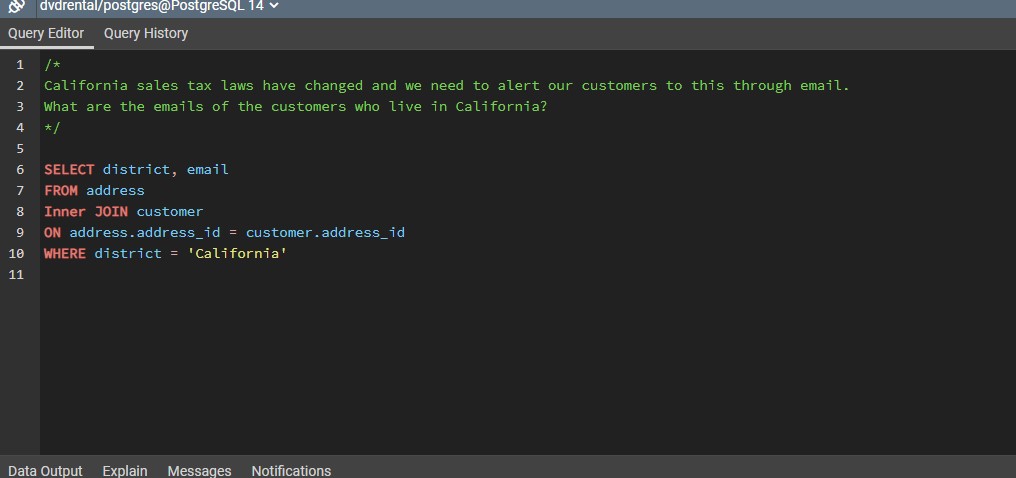 dvdrental/postgres@PostgreSQL 14
Query Editor Query History
1 /*
2 California sales tax laws have changed and we need to alert our customers to this through email.
3 What are the emails of the customers who live in California?
4 */
5
6 SELECT district, email
7 FROM address
8 Inner JOIN customer
9 ON address.address_id = customer.address_id
10 WHERE district = 'California'
11
Data Output Explain Messages Notifications